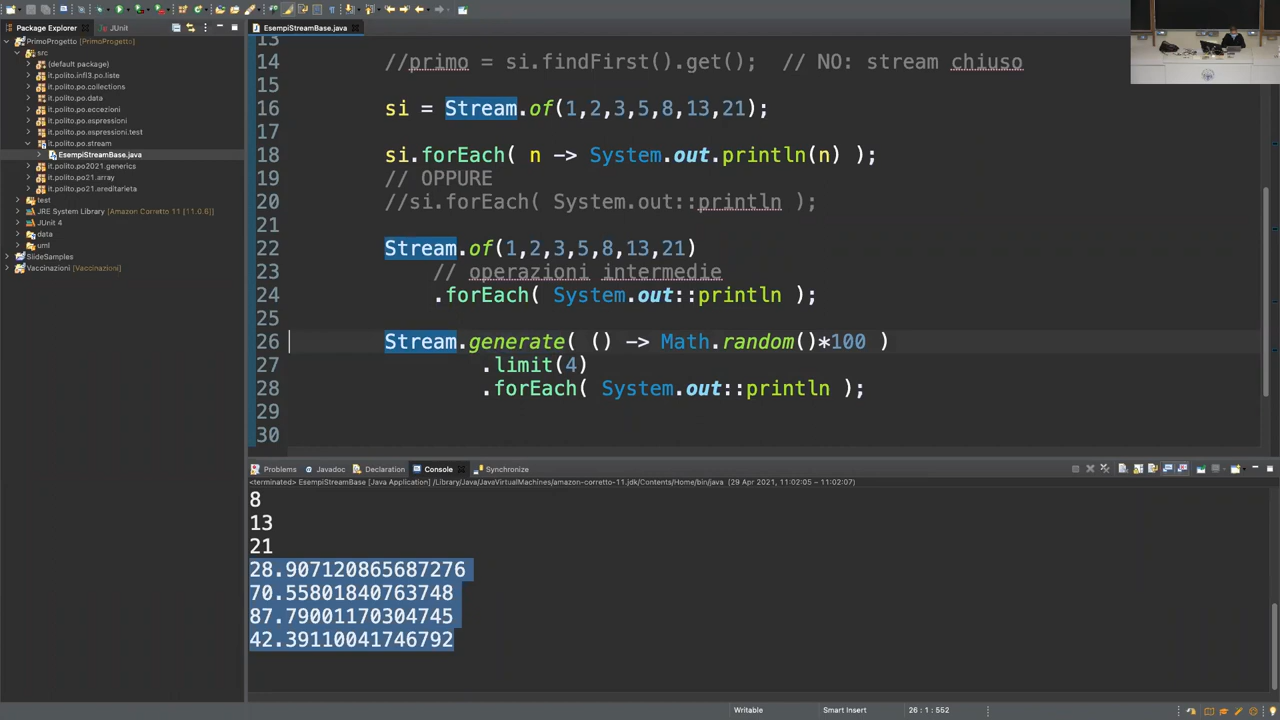 Package Explorer
JUnit
PrimoProgetto [PrimoProgetto]
src
(default package)
it.polito.infl3.po.liste
it.polito.po.collections
it.polito.po.data
it.polito.po.eccezioni
it.polito.po.espressioni
it.polito.po.espressioni.test
it.polito.po.stream
EsempiStreamBase.java
it.polito.po2021.generics
it.polito.po21.array
it.polito.po21.ereditarieta
test
JRE System Library [Amazon Corretto 11 [11.0.6]]
JUnit 4
data
uml
SlideSamples
Vaccinazioni [Vaccinazioni]
EsempiStreamBase.java
13
14 //primo = si.findFirst().get(); // NO: stream chiuso
15
16 si = Stream.of(1,2,3,5,8,13,21);
17
18 si.forEach( n -> System.out.println(n) );
19 // OPPURE
20 //si.forEach( System.out::println );
21
22 Stream.of(1,2,3,5,8,13,21)
23 // operazioni intermedie
24 .forEach( System.out::println );
25
26 Stream.generate( () -> Math.random()*100 )
27 .limit(4)
28 .forEach( System.out::println );
29
30
Problems Javadoc Declaration Console Synchronize
<terminated> EsempiStreamBase [Java Application] /Library/Java/JavaVirtualMachines/amazon-corretto-11.jdk/Contents/Home/bin/java (29 Apr 2021, 11:02:05 – 11:02:07)
8
13
21
28.907120865687276
70.55801840763748
87.79001170304745
42.39110041746792
Writable Smart Insert 26 : 1 : 552